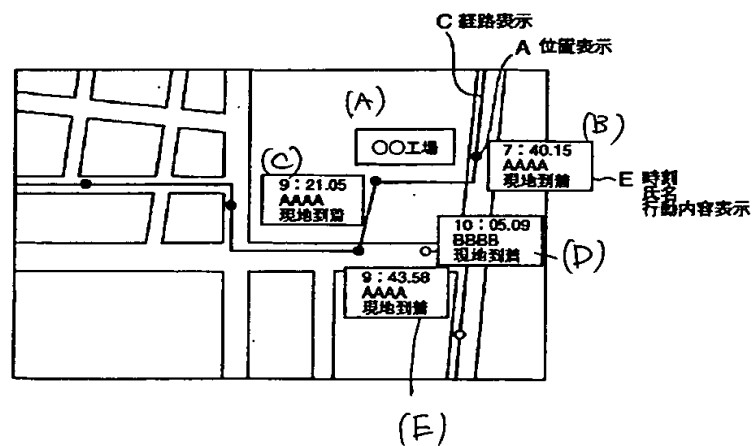 C 経路表示
A 位置表示
(A)
(B)
〇〇工場
7:40.15
AAAA
現地到着
E 時刻
氏名
行動内容表示
(C)
9:21.05
AAAA
現地到着
10:05.09
BBBB
現地到着
(D)
9:43.58
AAAA
現地到着
(E)